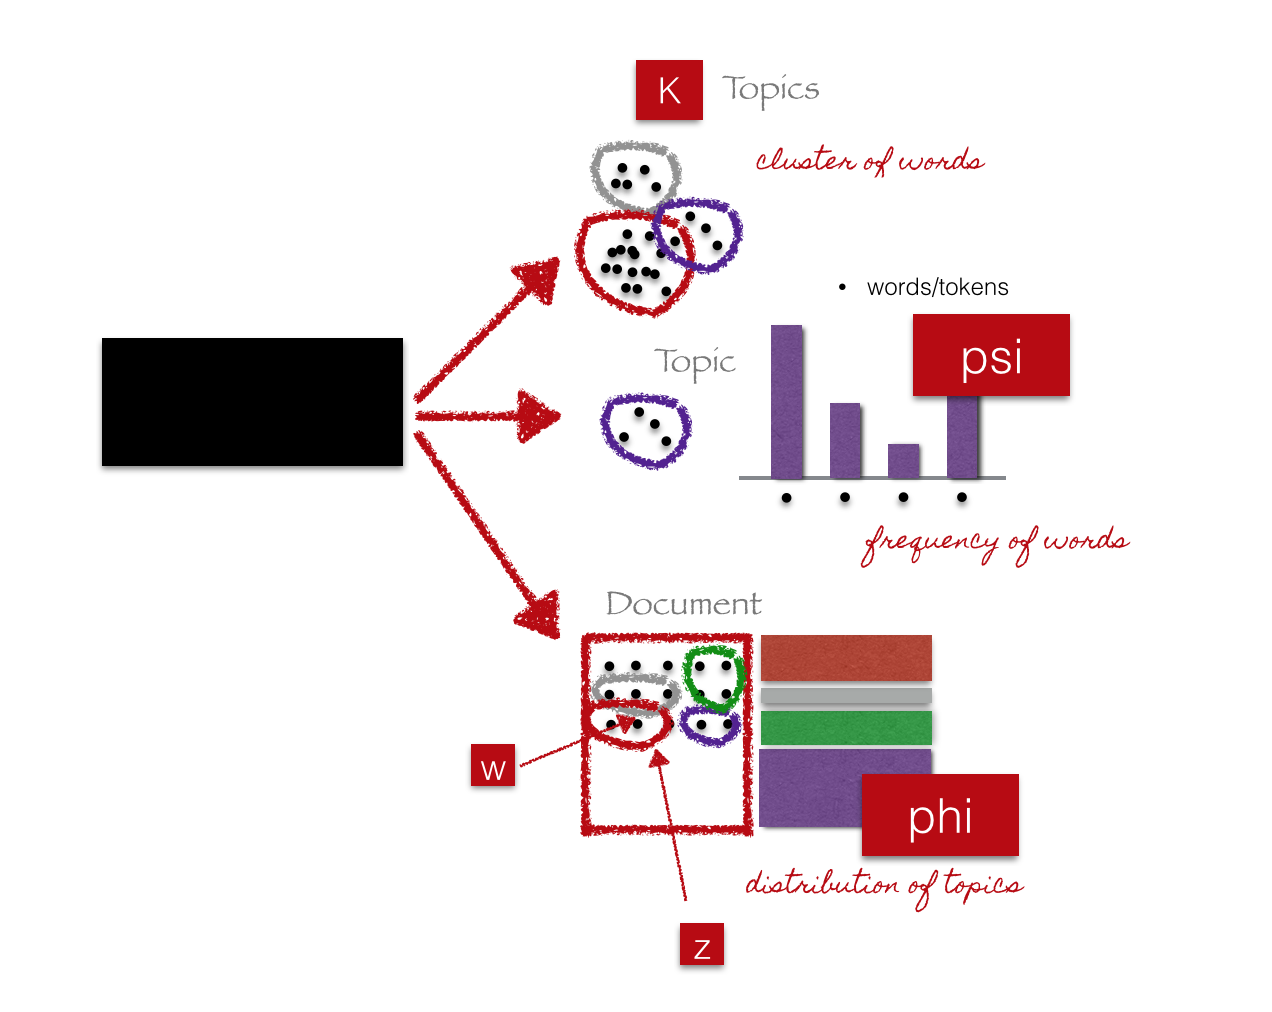 K
Topics
cluster of words
• words/tokens
psi
Topic
frequency of words
Document
w
phi
distribution of topics
z